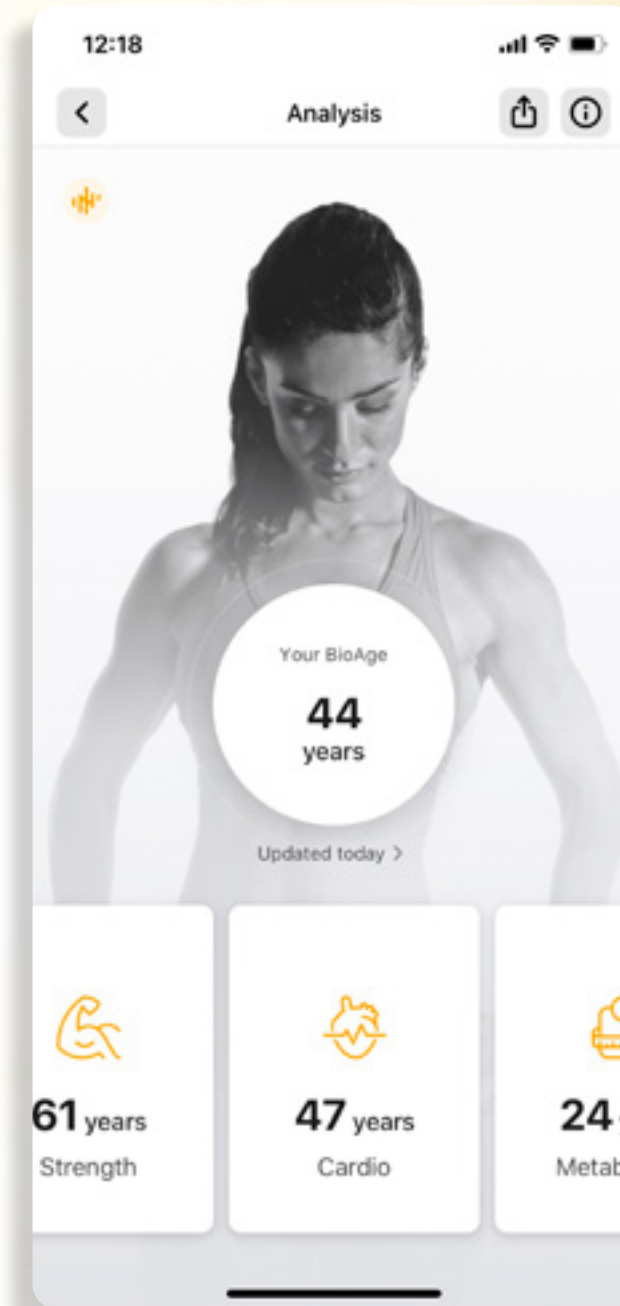 12:18
Analysis
Your BioAge
44
years
Updated today
61 years
Strength
47 years
Cardio
24
Metab